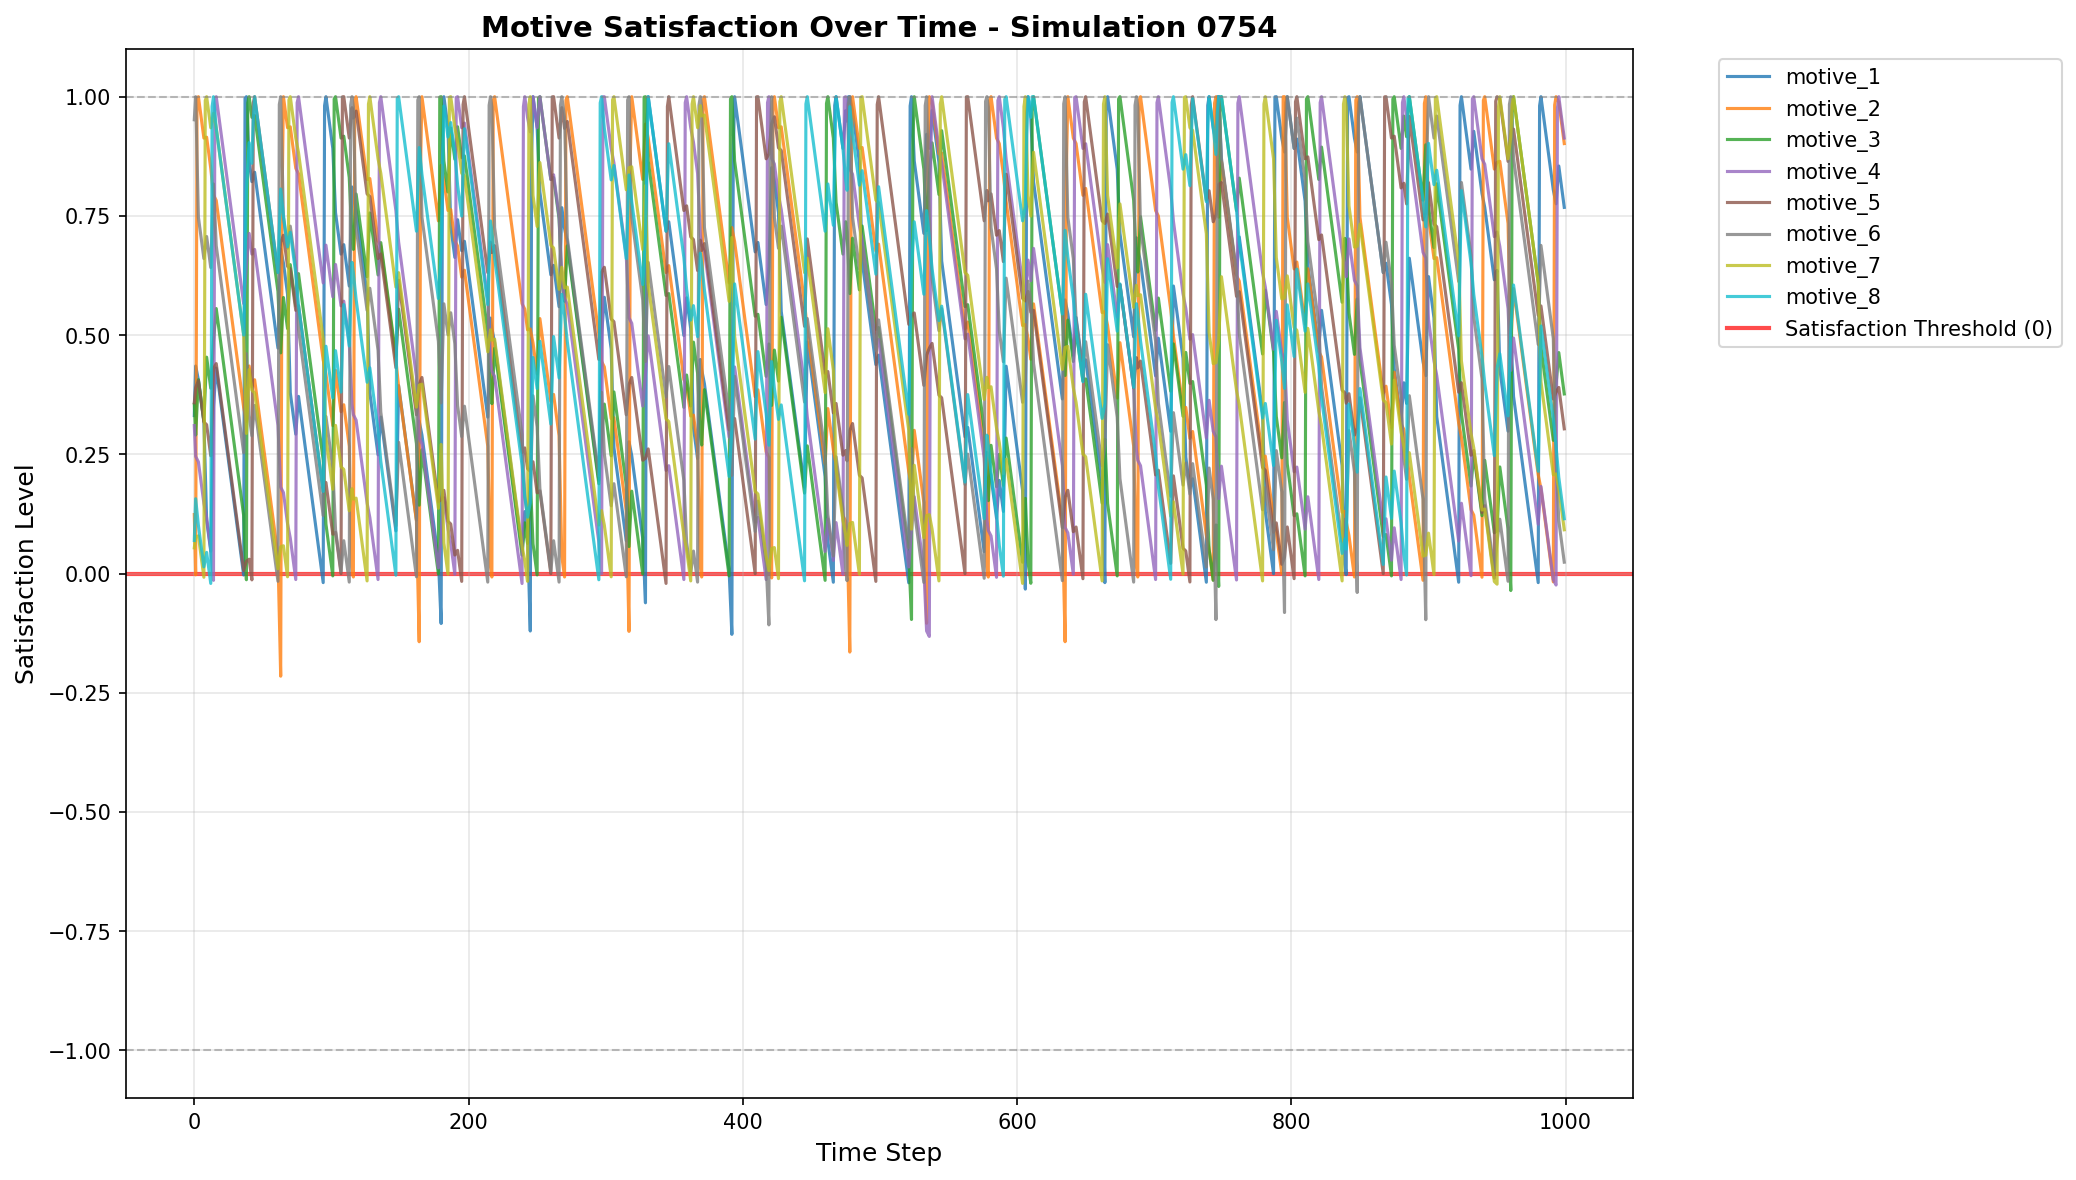 Motive Satisfaction Over Time - Simulation 0754
Satisfaction Level
1.00
0.75
0.50
0.25
0.00
−0.25
−0.50
−0.75
−1.00
0
200
400
600
800
1000
Time Step
motive_1
motive_2
motive_3
motive_4
motive_5
motive_6
motive_7
motive_8
Satisfaction Threshold (0)